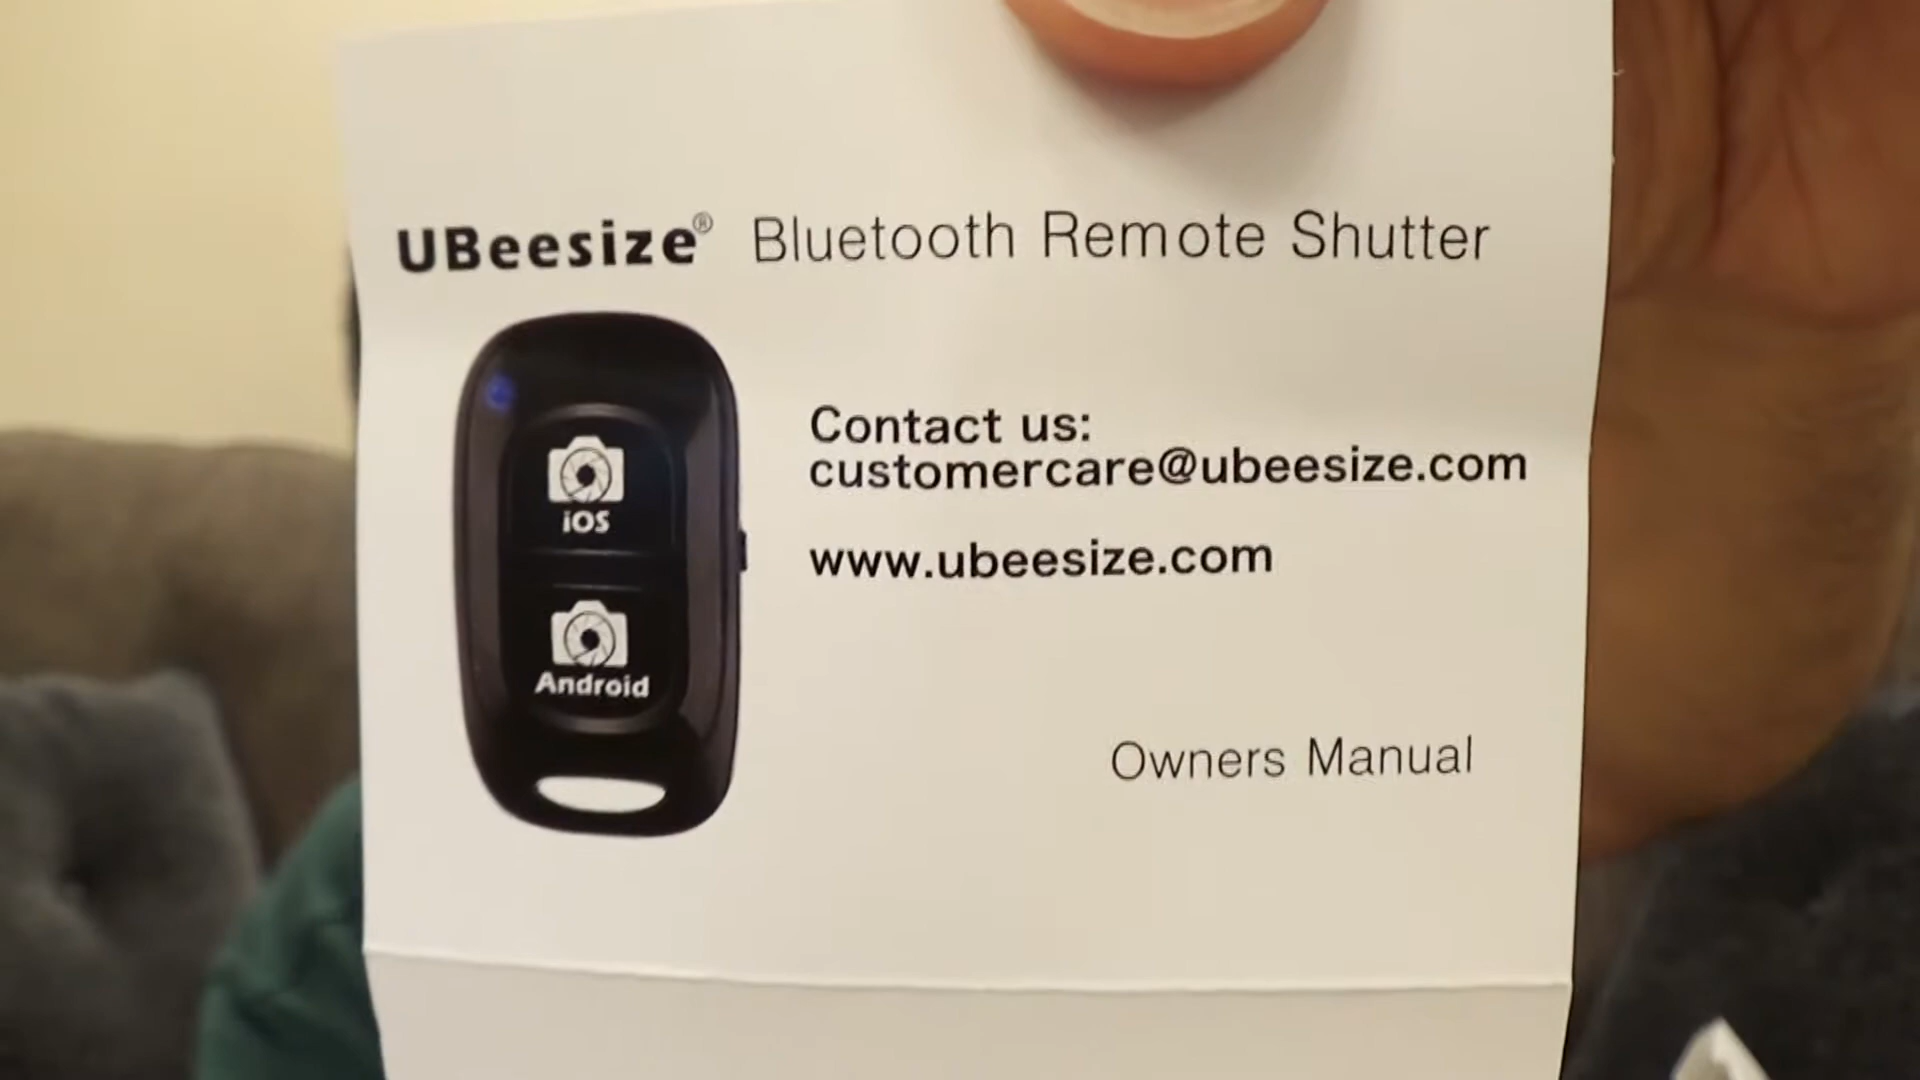 UBeesize® Bluetooth Remote Shutter
iOS
Android
Contact us:
customercare@ubeesize.com
www.ubeesize.com
Owners Manual